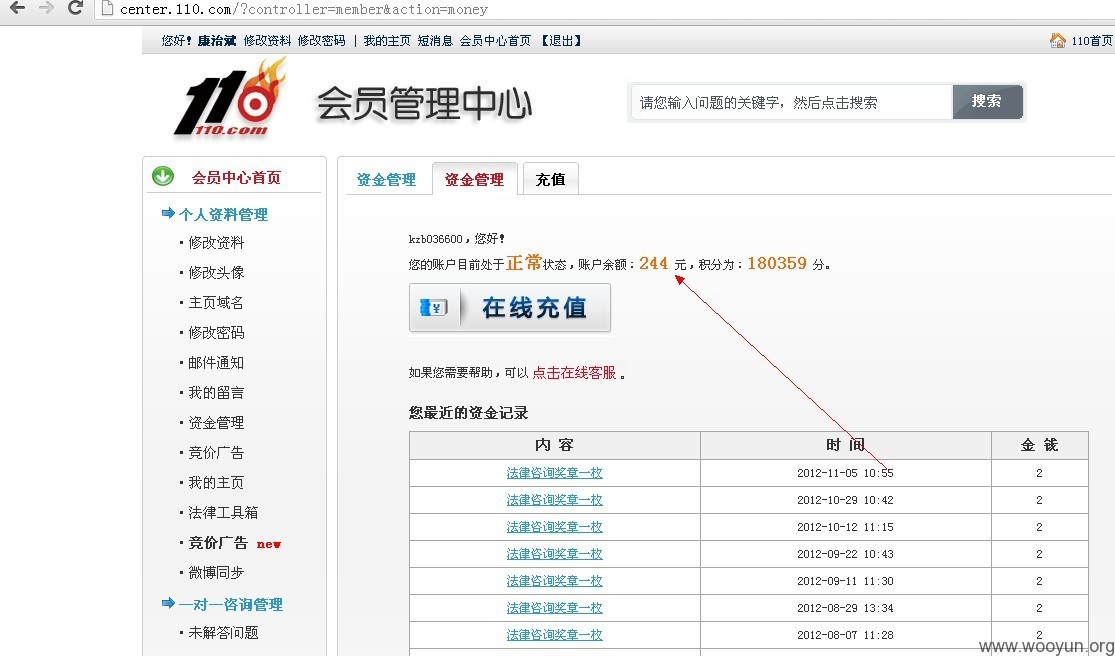 center.110.com/?controller=member&action=money
您好！康治斌 修改资料 修改密码 | 我的主页 短消息 会员中心首页 【退出】 110首页
110
110.com
会员管理中心
请您输入问题的关键字，然后点击搜索 搜索
会员中心首页
个人资料管理
·修改资料
·修改头像
·主页域名
·修改密码
·邮件通知
·我的留言
·资金管理
·竞价广告
·我的主页
·法律工具箱
·竞价广告 new
·微博同步
一对一咨询管理
·未解答问题
资金管理 资金管理 充值
kzb036600，您好！
您的账户目前处于正常状态，账户余额：244 元，积分为：180359 分。
¥ 在线充值
如果您需要帮助，可以 点击在线客服 。
您最近的资金记录
内 容 时 间 金 钱
法律咨询奖章一枚 2012-11-05 10:55 2
法律咨询奖章一枚 2012-10-29 10:42 2
法律咨询奖章一枚 2012-10-12 11:15 2
法律咨询奖章一枚 2012-09-22 10:43 2
法律咨询奖章一枚 2012-09-11 11:30 2
法律咨询奖章一枚 2012-08-29 13:34 2
法律咨询奖章一枚 2012-08-07 11:28 2
www.wooyun.org